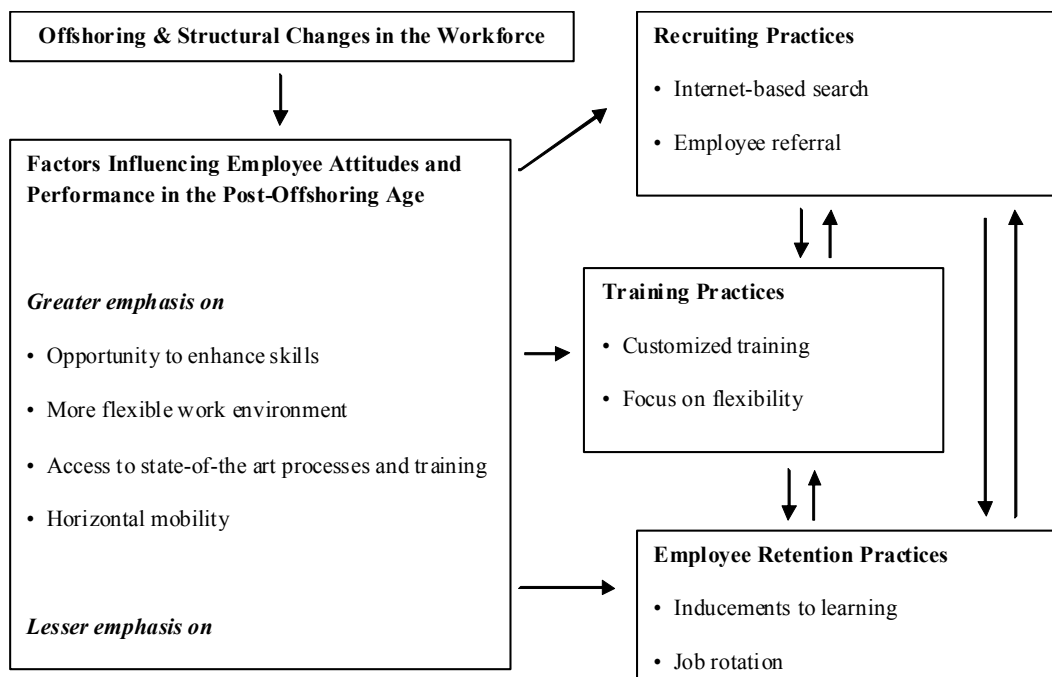 Offshoring & Structural Changes in the Workforce
Factors Influencing Employee Attitudes and
Performance in the Post-Offshoring Age
Greater emphasis on
• Opportunity to enhance skills
• More flexible work environment
• Access to state-of-the art processes and training
• Horizontal mobility
Lesser emphasis on
Recruiting Practices
• Internet-based search
• Employee referral
Training Practices
• Customized training
• Focus on flexibility
Employee Retention Practices
• Inducements to learning
• Job rotation